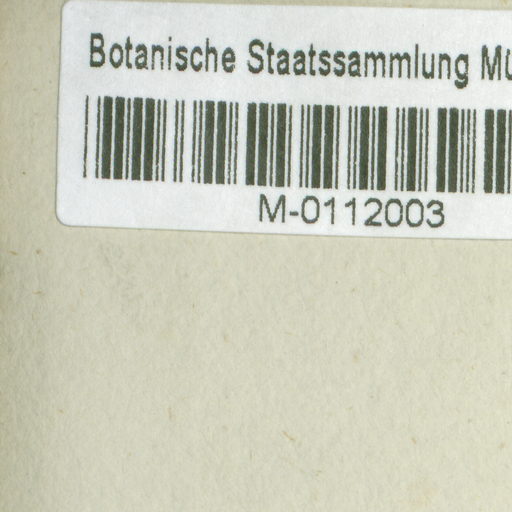 Botanische Staatssammlung Mü
M-0112003